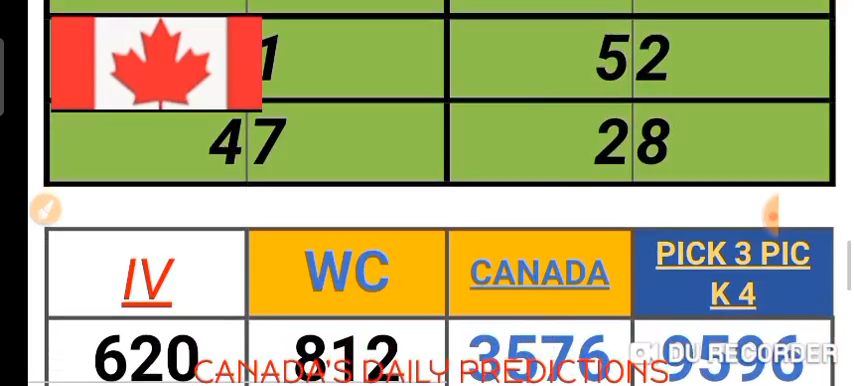 1 52
47 28
IV WC CANADA PICK 3 PIC
K 4
620 812 3576 9596
DU RECORDER
CANADA'S DAILY PREDICTIONS